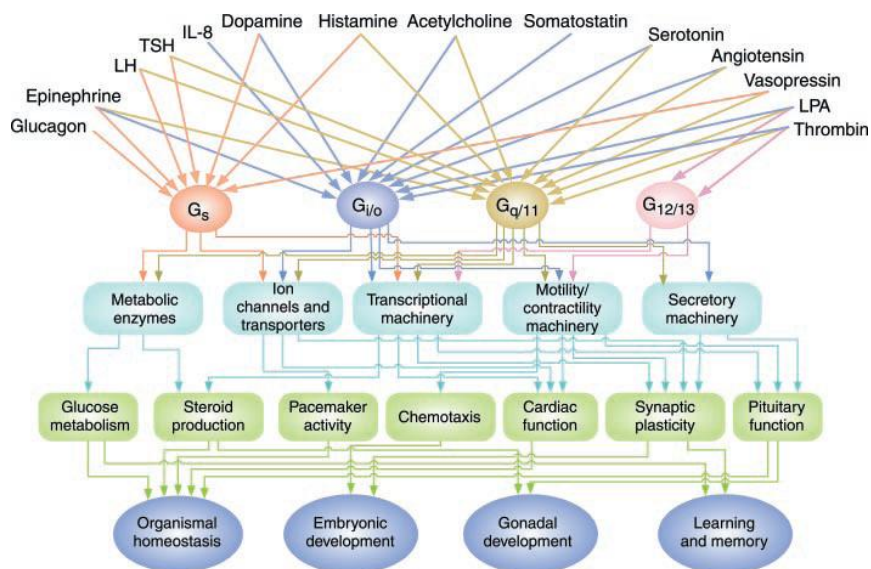 Dopamine
Histamine
Acetylcholine
Somatostatin
IL-8
Serotonin
TSH
Angiotensin
LH
Vasopressin
Epinephrine
LPA
Glucagon
Thrombin
Gs
Gi/o
Gq/11
G12/13
Metabolic
enzymes
Ion
channels and
transporters
Transcriptional
machinery
Motility/
contractility
machinery
Secretory
machinery
Glucose
metabolism
Steroid
production
Pacemaker
activity
Chemotaxis
Cardiac
function
Synaptic
plasticity
Pituitary
function
Organismal
homeostasis
Embryonic
development
Gonadal
development
Learning
and memory